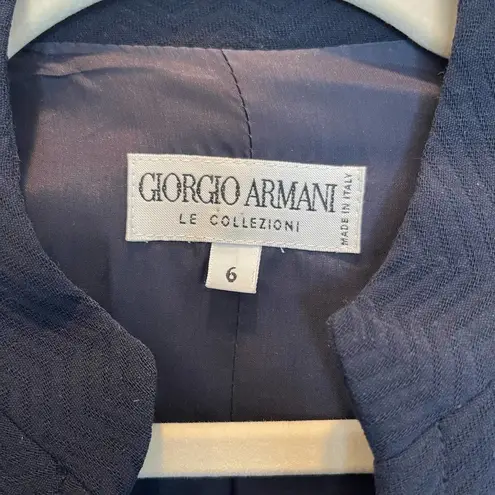 GIORGIO ARMANI
LE COLLEZIONI
MADE IN ITALY
6